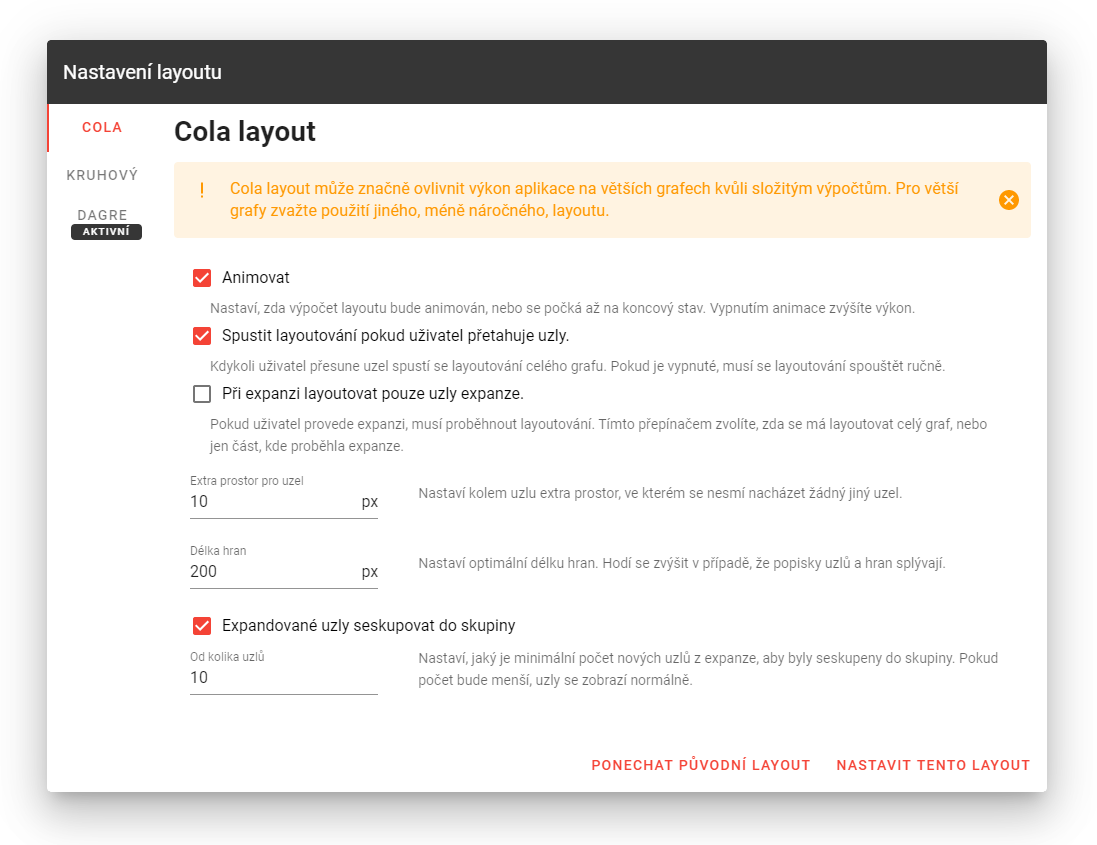 Nastavení layoutu
COLA
KRUHOVÝ
DAGRE
AKTIVNÍ
Cola layout
! Cola layout může značně ovlivnit výkon aplikace na větších grafech kvůli složitým výpočtům. Pro větší
grafy zvažte použití jiného, méně náročného, layoutu.
Animovat
Nastaví, zda výpočet layoutu bude animován, nebo se počká až na koncový stav. Vypnutím animace zvýšíte výkon.
Spustit layoutování pokud uživatel přetahuje uzly.
Kdykoli uživatel přesune uzel spustí se layoutování celého grafu. Pokud je vypnuté, musí se layoutování spouštět ručně.
Při expanzi layoutovat pouze uzly expanze.
Pokud uživatel provede expanzi, musí proběhnout layoutování. Tímto přepínačem zvolíte, zda se má layoutovat celý graf, nebo
jen část, kde proběhla expanze.
Extra prostor pro uzel
10 px
Nastaví kolem uzlu extra prostor, ve kterém se nesmí nacházet žádný jiný uzel.
Délka hran
200 px
Nastaví optimální délku hran. Hodí se zvýšit v případě, že popisky uzlů a hran splývají.
Expandované uzly seskupovat do skupiny
Od kolika uzlů
10
Nastaví, jaký je minimální počet nových uzlů z expanze, aby byly seskupeny do skupiny. Pokud
počet bude menší, uzly se zobrazí normálně.
PONECHAT PŮVODNÍ LAYOUT
NASTAVIT TENTO LAYOUT